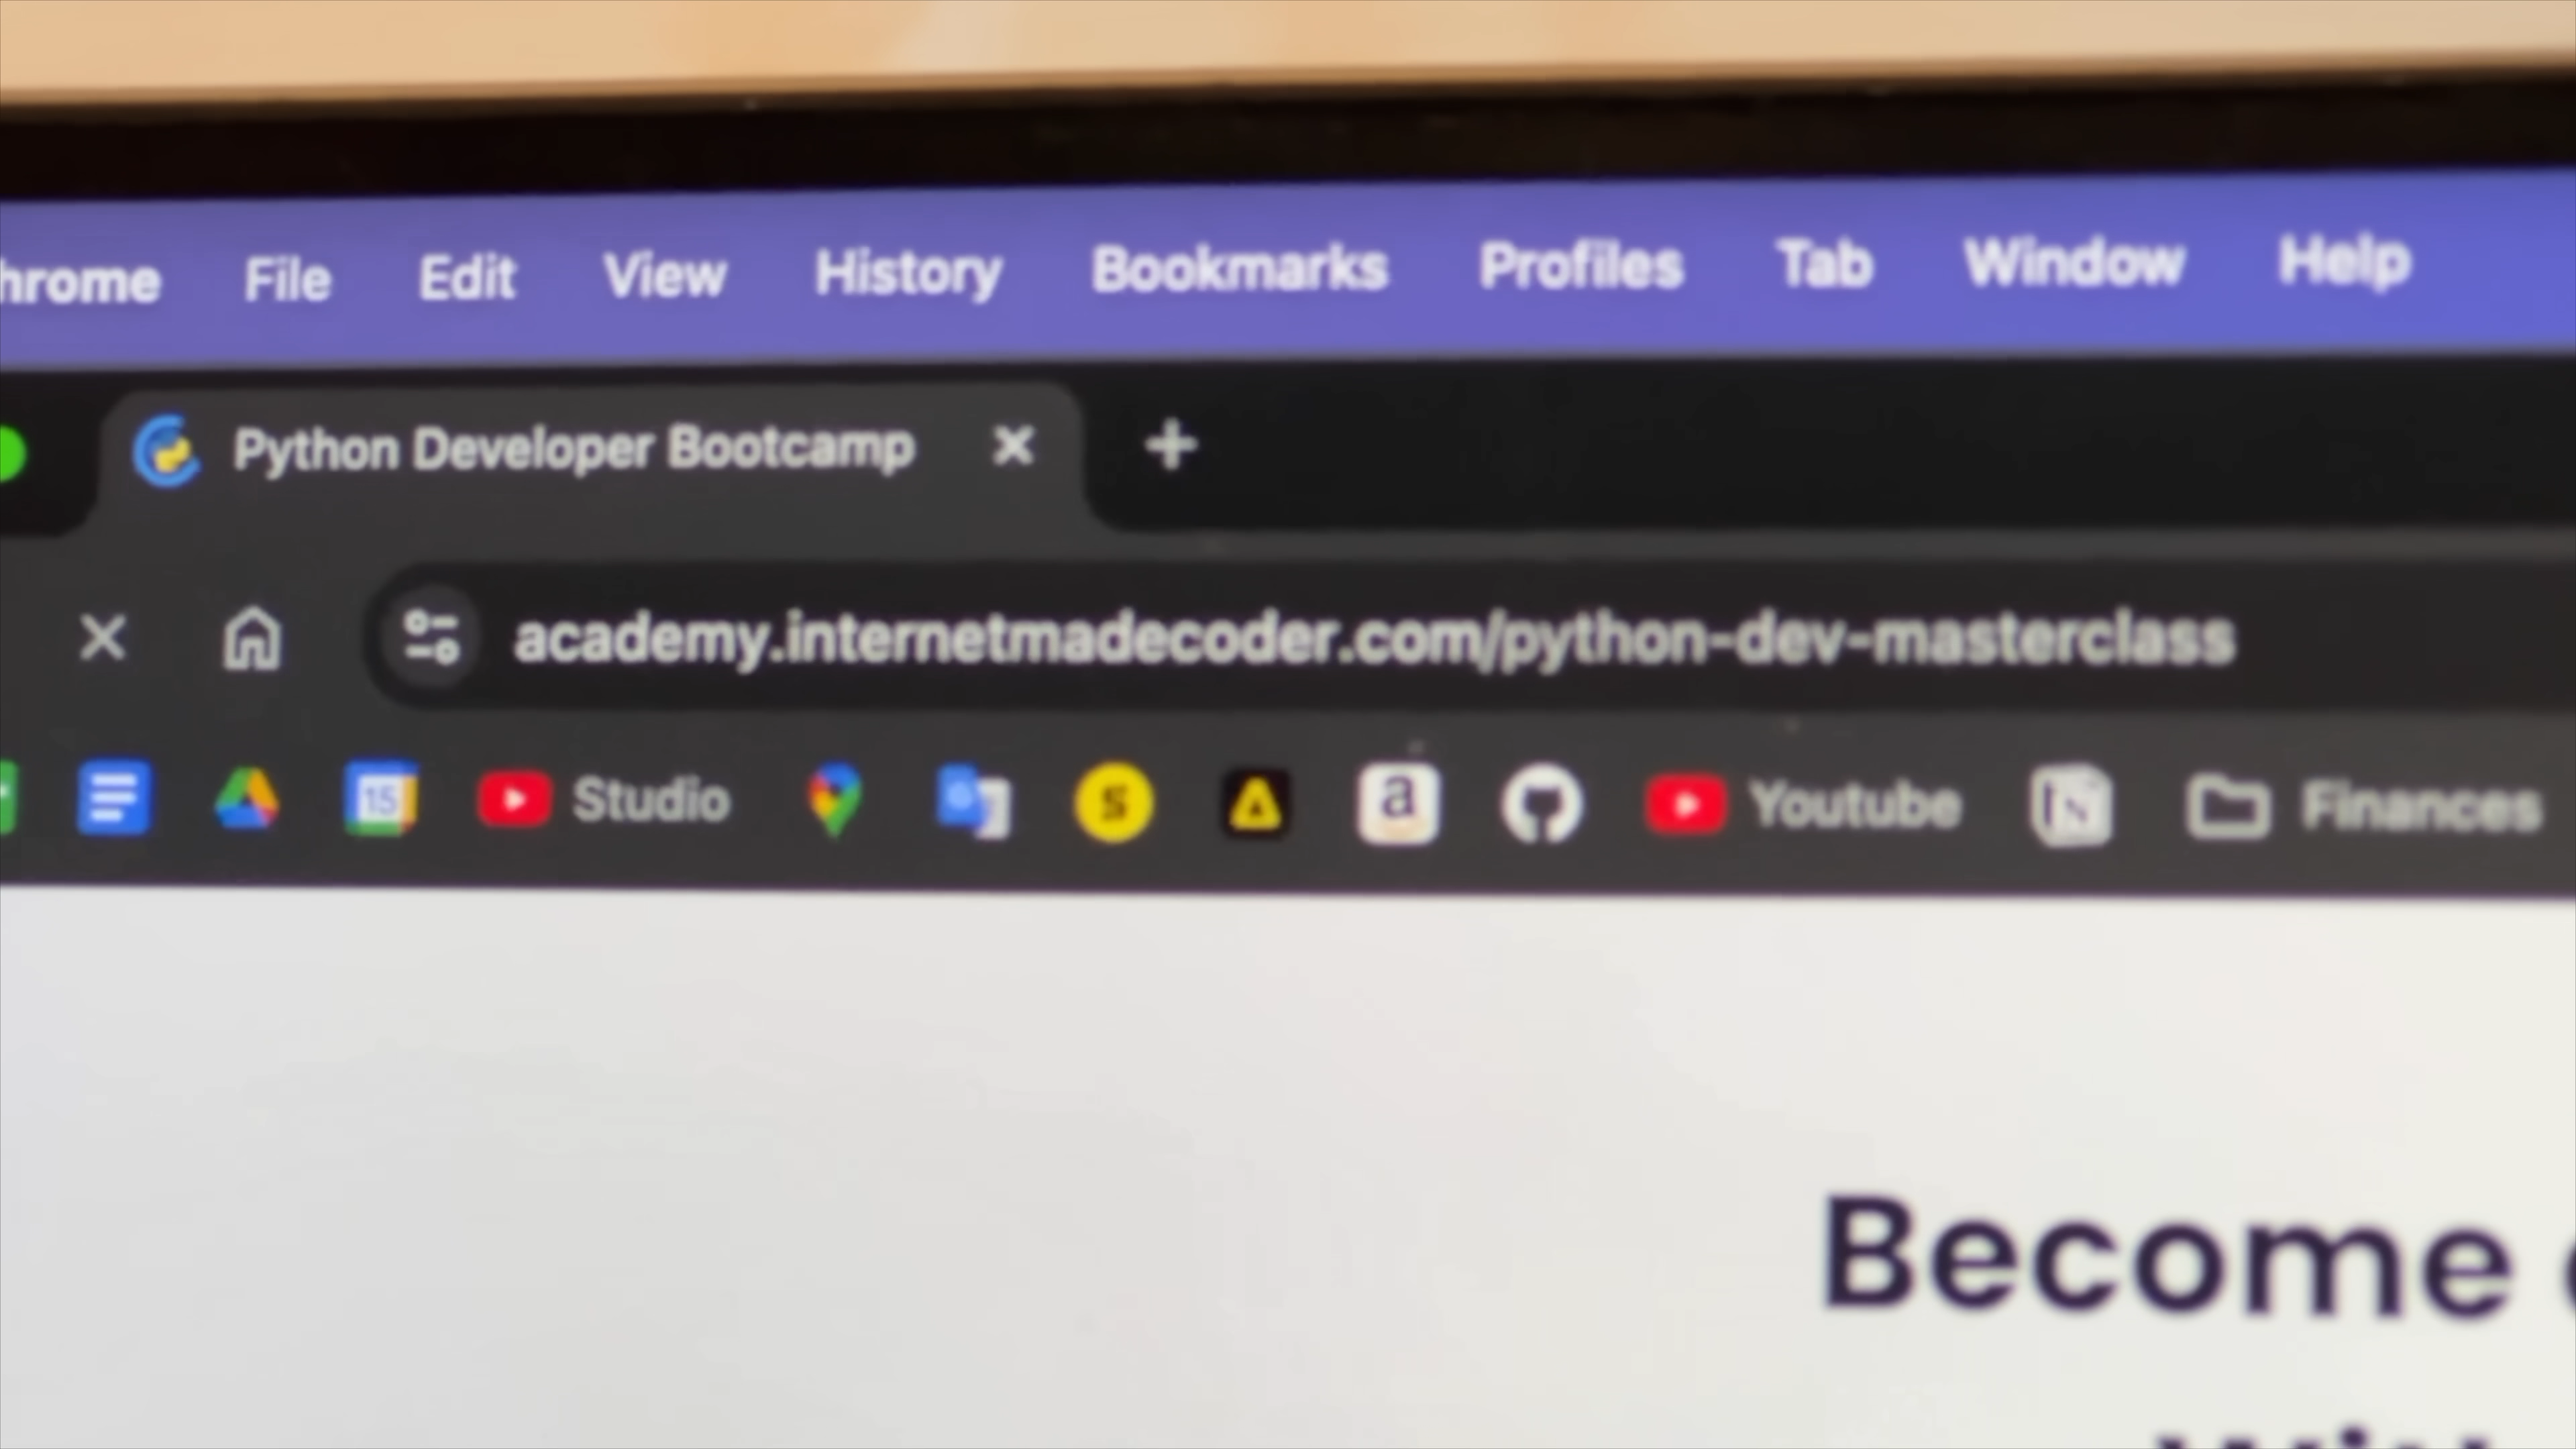 hrome File Edit View History Bookmarks Profiles Tab Window Help
Python Developer Bootcamp
academy.internetmadecoder.com/python-dev-masterclass
15 Studio S a Youtube N Finances
Become